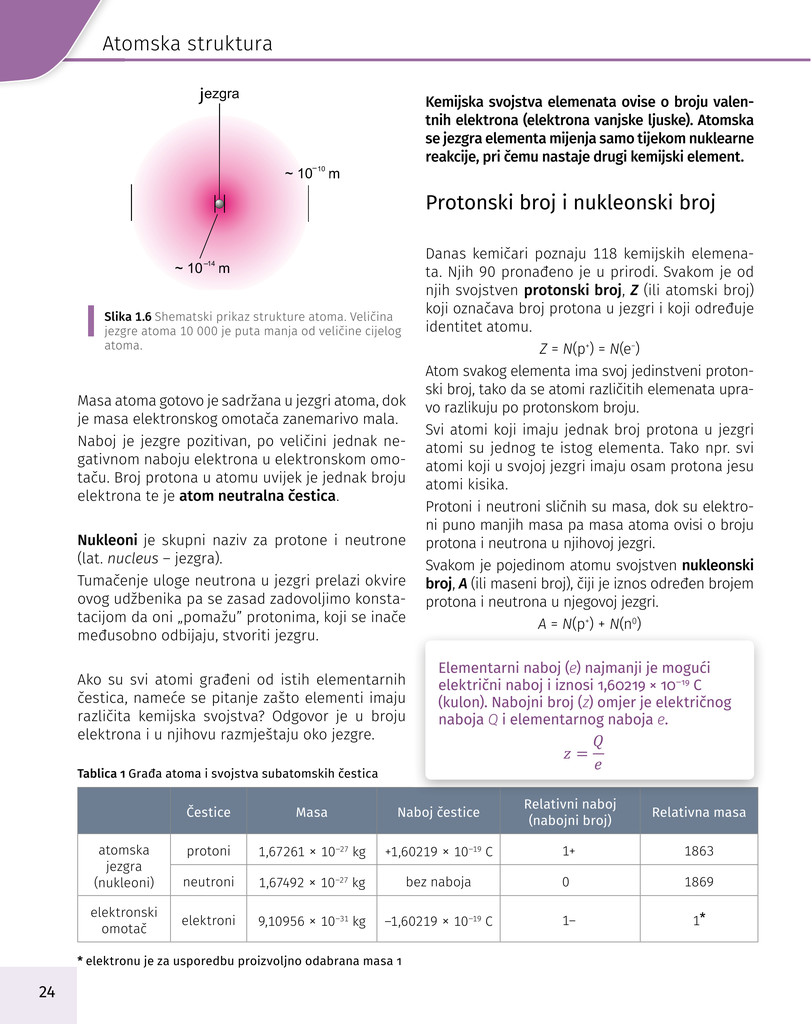 Atomska struktura
jezgra
~ 10⁻¹⁰ m
~ 10⁻¹⁴ m
Slika 1.6 Shematski prikaz strukture atoma. Veličina
jezgre atoma 10 000 je puta manja od veličine cijelog
atoma.
Masa atoma gotovo je sadržana u jezgri atoma, dok
je masa elektronskog omotača zanemarivo mala.
Naboj je jezgre pozitivan, po veličini jednak ne-
gativnom naboju elektrona u elektronskom omo-
taču. Broj protona u atomu uvijek je jednak broju
elektrona te je atom neutralna čestica.
Nukleoni je skupni naziv za protone i neutrone
(lat. nucleus – jezgra).
Tumačenje uloge neutrona u jezgri prelazi okvire
ovog udžbenika pa se zasad zadovoljimo konsta-
tacijom da oni „pomažu” protonima, koji se inače
međusobno odbijaju, stvoriti jezgru.
Ako su svi atomi građeni od istih elementarnih
čestica, nameće se pitanje zašto elementi imaju
različita kemijska svojstva? Odgovor je u broju
elektrona i u njihovu razmještaju oko jezgre.
Kemijska svojstva elemenata ovise o broju valen-
tnih elektrona (elektrona vanjske ljuske). Atomska
se jezgra elementa mijenja samo tijekom nuklearne
reakcije, pri čemu nastaje drugi kemijski element.
Protonski broj i nukleonski broj
Danas kemičari poznaju 118 kemijskih elemena-
ta. Njih 90 pronađeno je u prirodi. Svakom je od
njih svojstven protonski broj, Z (ili atomski broj)
koji označava broj protona u jezgri i koji određuje
identitet atomu.
Z = N(p⁺) = N(e⁻)
Atom svakog elementa ima svoj jedinstveni proton-
ski broj, tako da se atomi različitih elemenata upra-
vo razlikuju po protonskom broju.
Svi atomi koji imaju jednak broj protona u jezgri
atomi su jednog te istog elementa. Tako npr. svi
atomi koji u svojoj jezgri imaju osam protona jesu
atomi kisika.
Protoni i neutroni sličnih su masa, dok su elektro-
ni puno manjih masa pa masa atoma ovisi o broju
protona i neutrona u njihovoj jezgri.
Svakom je pojedinom atomu svojstven nukleonski
broj, A (ili maseni broj), čiji je iznos određen brojem
protona i neutrona u njegovoj jezgri.
A = N(p⁺) + N(n⁰)
Elementarni naboj (e) najmanji je mogući
električni naboj i iznosi 1,60219 × 10⁻¹⁹ C
(kulon). Nabojni broj (z) omjer je električnog
naboja Q i elementarnog naboja e.
z = Q/e
Tablica 1 Građa atoma i svojstva subatomskih čestica
Čestice Masa Naboj čestice Relativni naboj (nabojni broj) Relativna masa
atomska jezgra (nukleoni) protoni 1,67261 × 10⁻²⁷ kg +1,60219 × 10⁻¹⁹ C 1+ 1863
neutroni 1,67492 × 10⁻²⁷ kg bez naboja 0 1869
elektronski omotač elektroni 9,10956 × 10⁻³¹ kg –1,60219 × 10⁻¹⁹ C 1– 1*
* elektronu je za usporedbu proizvoljno odabrana masa 1
24